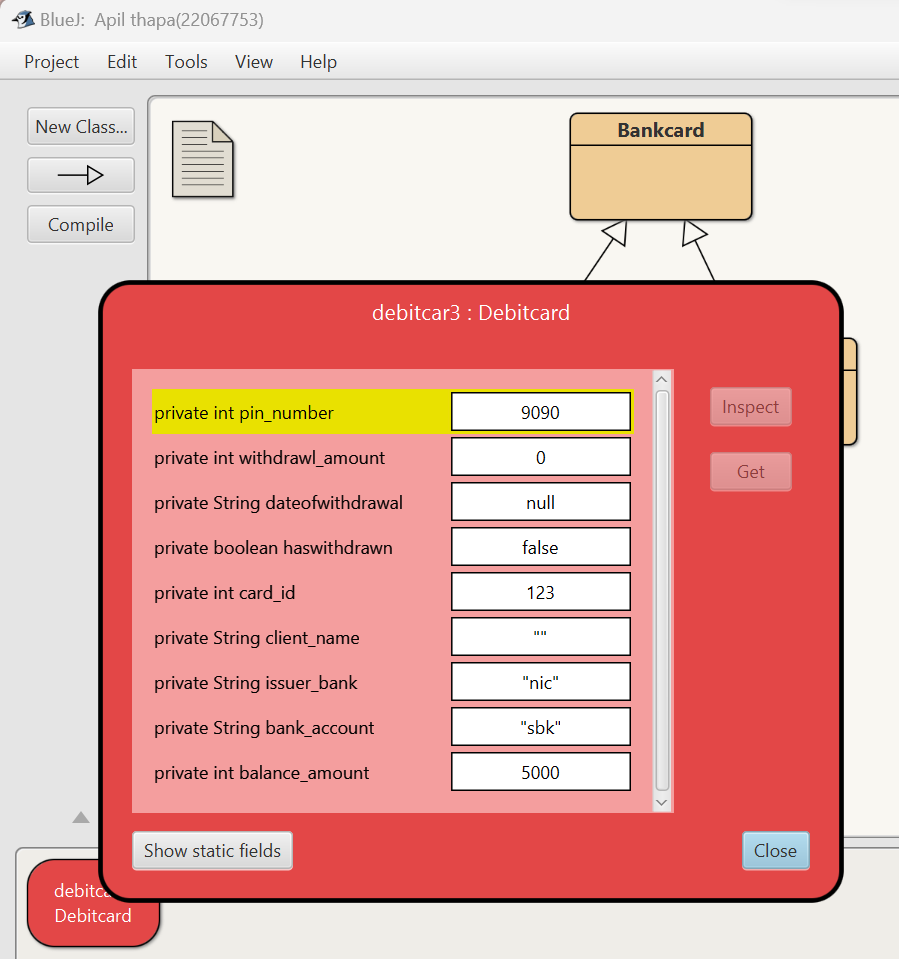 BlueJ:  Apil thapa(22067753)
Project Edit Tools View Help
New Class...
Compile
Bankcard
debitcar3 : Debitcard
private int pin_number 9090
private int withdrawl_amount 0
private String dateofwithdrawal null
private boolean haswithdrawn false
private int card_id 123
private String client_name ""
private String issuer_bank "nic"
private String bank_account "sbk"
private int balance_amount 5000
Inspect
Get
Show static fields
Close
Debitcard